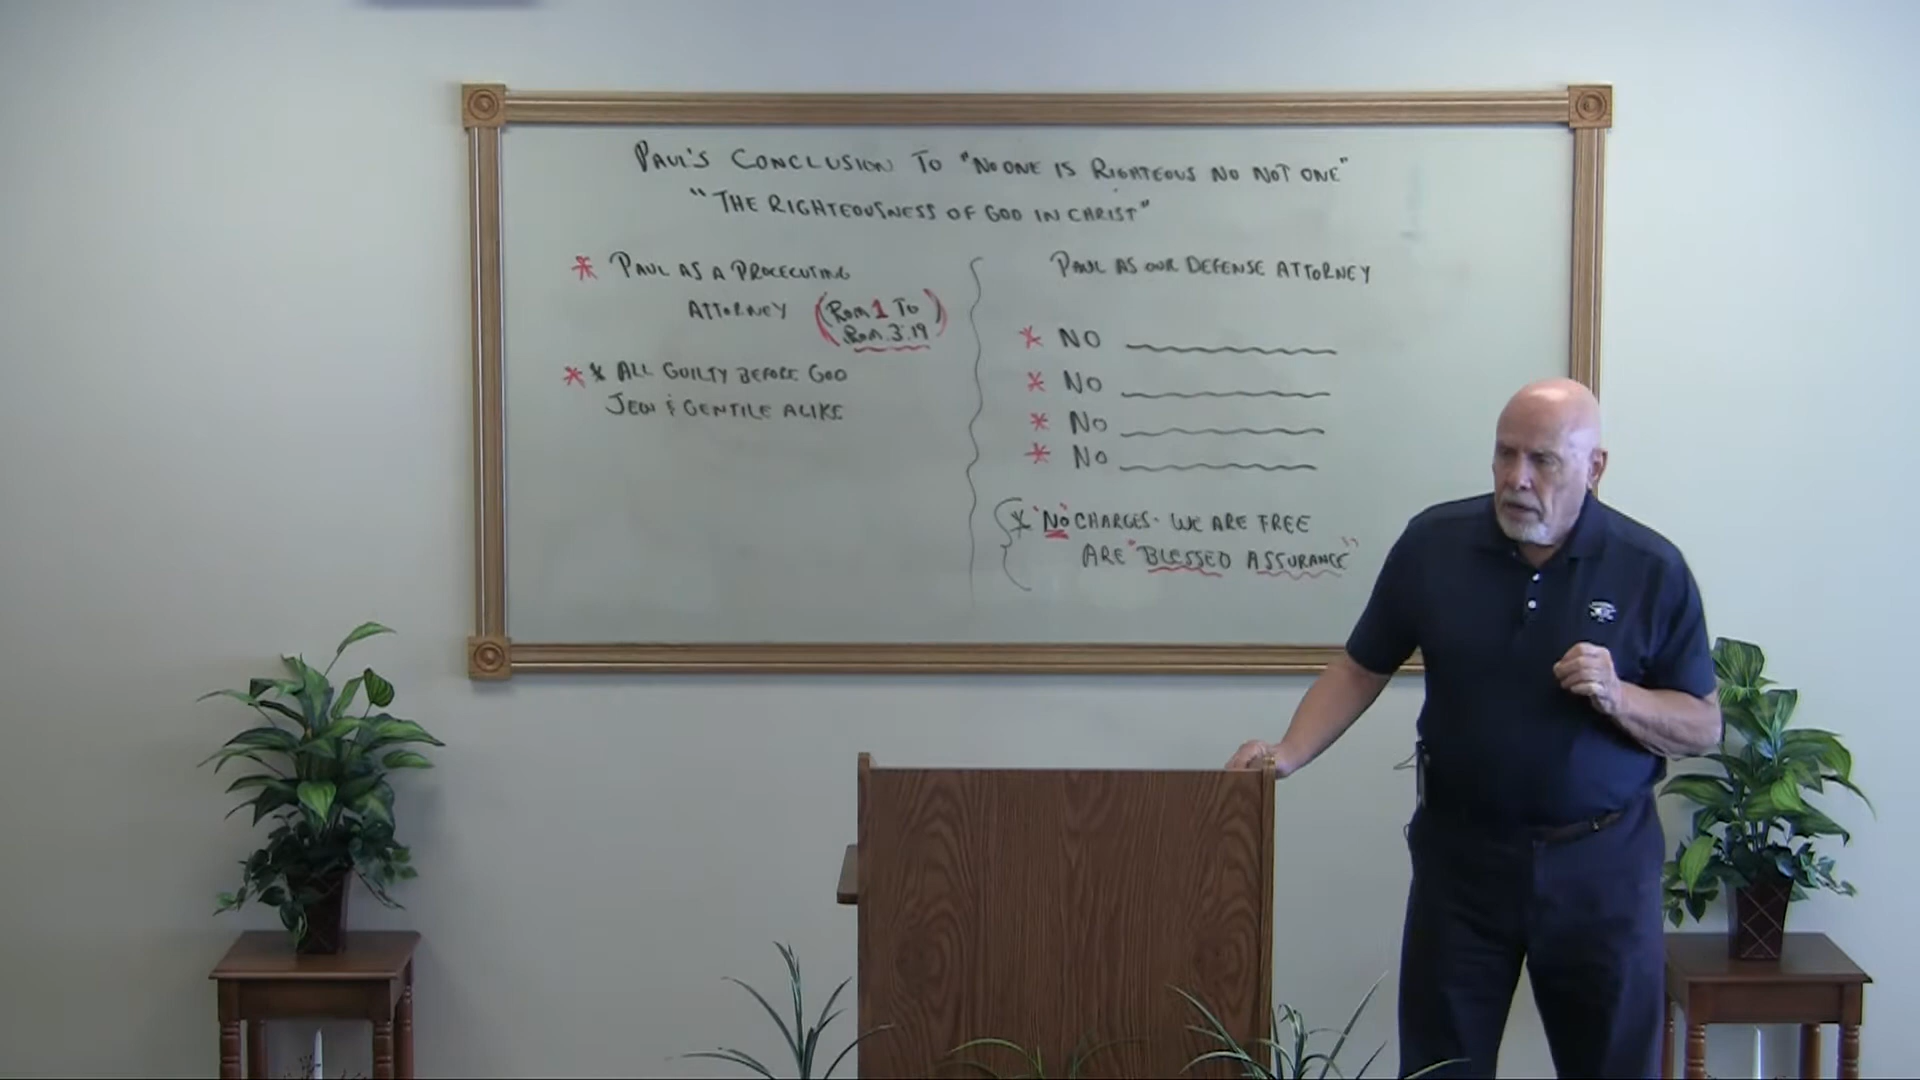 PAUL'S CONCLUSION TO "NO ONE IS RIGHTEOUS NO NOT ONE"
"THE RIGHTEOUSNESS OF GOD IN CHRIST"
* PAUL AS A PROCECUTING
ATTORNEY (ROM 1 TO
ROM. 3:19)
* * ALL GUILTY BEFORE GOD
JEW & GENTILE ALIKE
PAUL AS OUR DEFENSE ATTORNEY
* NO
* NO
* NO
* NO
* "NO" CHARGES. WE ARE FREE
ARE "BLESSED ASSURANCE"